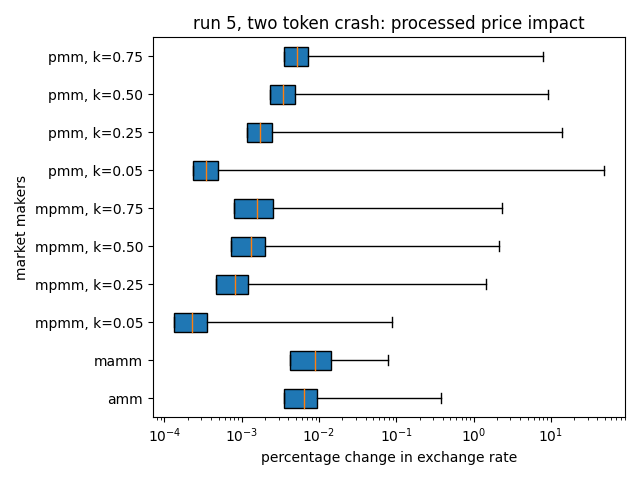 run 5, two token crash: processed price impact
pmm, k=0.75
pmm, k=0.50
pmm, k=0.25
pmm, k=0.05
mpmm, k=0.75
mpmm, k=0.50
mpmm, k=0.25
mpmm, k=0.05
mamm
amm
market makers
10⁻⁴ 10⁻³ 10⁻² 10⁻¹ 10⁰ 10¹
percentage change in exchange rate